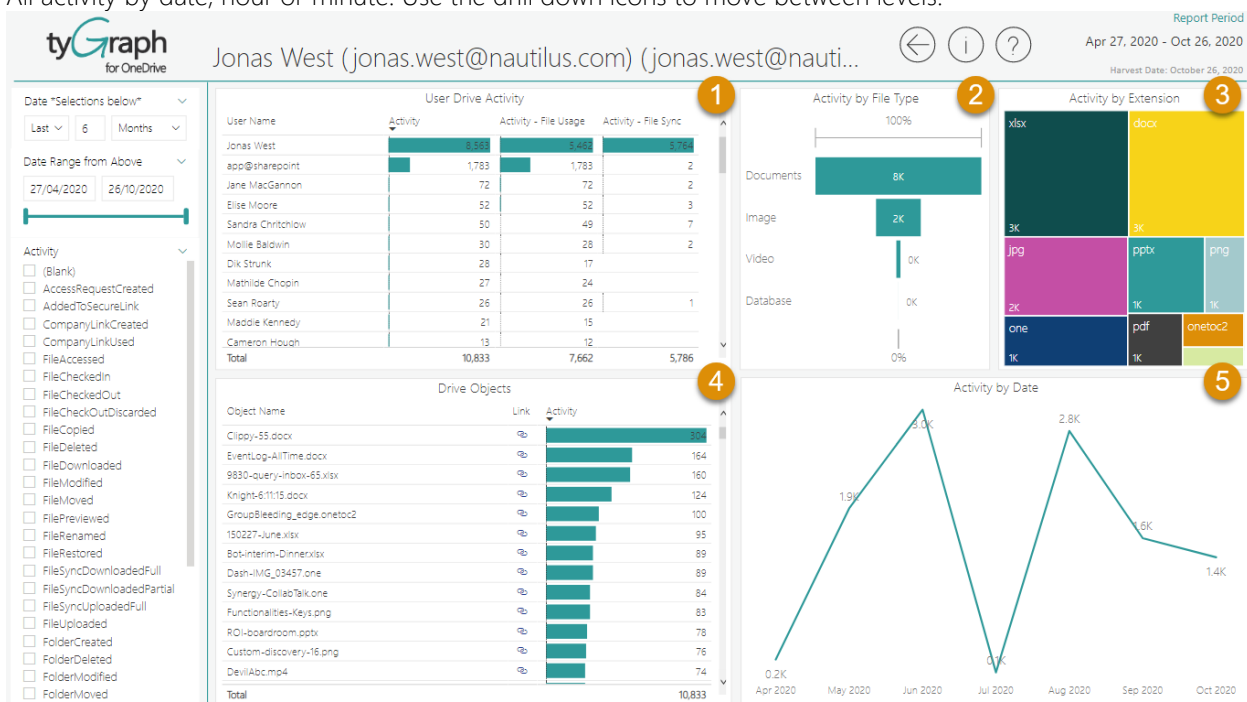 All activity by date, hour or minute. Use the drill down icons to move between levels.
tyGraph
for OneDrive
Jonas West (jonas.west@nautilus.com) (jonas.west@nauti...
Report Period
Apr 27, 2020 - Oct 26, 2020
Harvest Date: October 26, 2020
Date *Selections below*
Last 6 Months
Date Range from Above
27/04/2020 26/10/2020
Activity
(Blank)
AccessRequestCreated
AddedToSecureLink
CompanyLinkCreated
CompanyLinkUsed
FileAccessed
FileCheckedIn
FileCheckedOut
FileCheckOutDiscarded
FileCopied
FileDeleted
FileDownloaded
FileModified
FileMoved
FilePreviewed
FileRenamed
FileRestored
FileSyncDownloadedFull
FileSyncDownloadedPartial
FileSyncUploadedFull
FileUploaded
FolderCreated
FolderDeleted
FolderModified
FolderMoved
User Drive Activity
1
User Name Activity Activity - File Usage Activity - File Sync
Jonas West 8,563 5,462 5,764
app@sharepoint 1,783 1,783 2
Jane MacGannon 72 72 2
Elise Moore 52 52 3
Sandra Chritchlow 50 49 7
Mollie Baldwin 30 28 2
Dik Strunk 28 17
Mathilde Chopin 27 24
Sean Roarty 26 26 1
Maddie Kennedy 21 15
Cameron Hough 13 12
Total 10,833 7,662 5,786
Activity by File Type
2
100%
Documents 8K
Image 2K
Video 0K
Database 0K
0%
Activity by Extension
3
xlsx
3K
docx
3K
jpg
2K
pptx
1K
png
1K
one
1K
pdf
1K
onetoc2
Drive Objects
4
Object Name Link Activity
Clippy-55.docx 304
EventLog-AllTime.docx 164
9830-query-inbox-65.xlsx 160
Knight-6:11:15.docx 124
GroupBleeding_edge.onetoc2 100
150227-June.xlsx 95
Bot-interim-Dinner.xlsx 89
Dash-IMG_03457.one 89
Synergy-CollabTalk.one 84
Functionalities-Keys.png 83
ROI-boardroom.pptx 78
Custom-discovery-16.png 76
DevilAbc.mp4 74
Total 10,833
Activity by Date
5
0.2K
1.9K
3.0K
0.1K
2.8K
1.6K
1.4K
Apr 2020 May 2020 Jun 2020 Jul 2020 Aug 2020 Sep 2020 Oct 2020